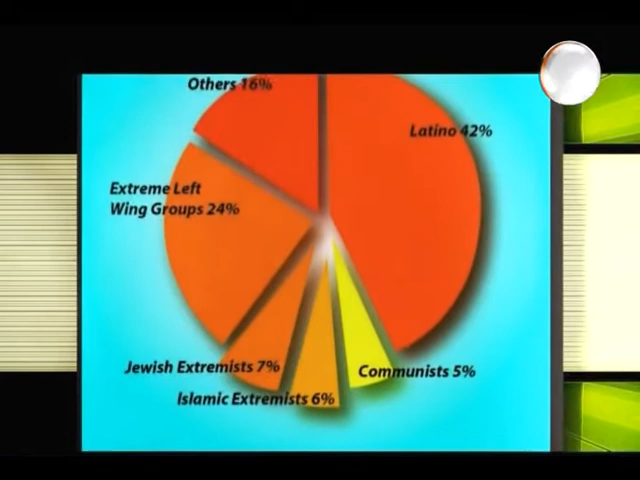 Others 16%
Latino 42%
Extreme Left
Wing Groups 24%
Jewish Extremists 7%
Communists 5%
Islamic Extremists 6%